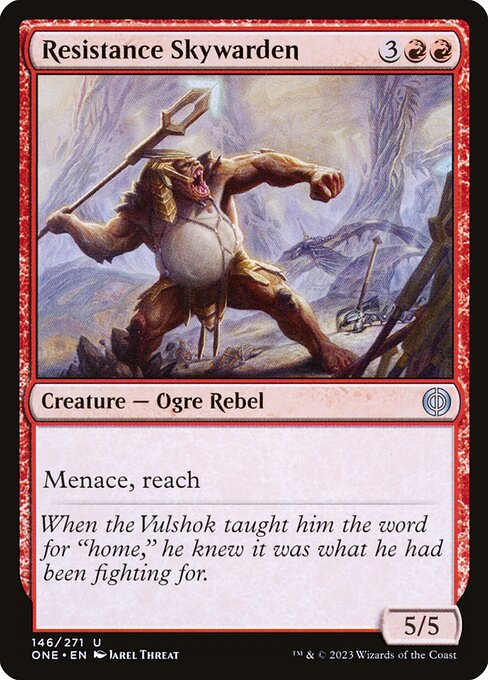 Resistance Skywarden 3
Creature — Ogre Rebel
Menace, reach
When the Vulshok taught him the word
for “home,” he knew it was what he had
been fighting for.
5/5
146/271 U
ONE • EN JAREL THREAT
™ & © 2023 Wizards of the Coast